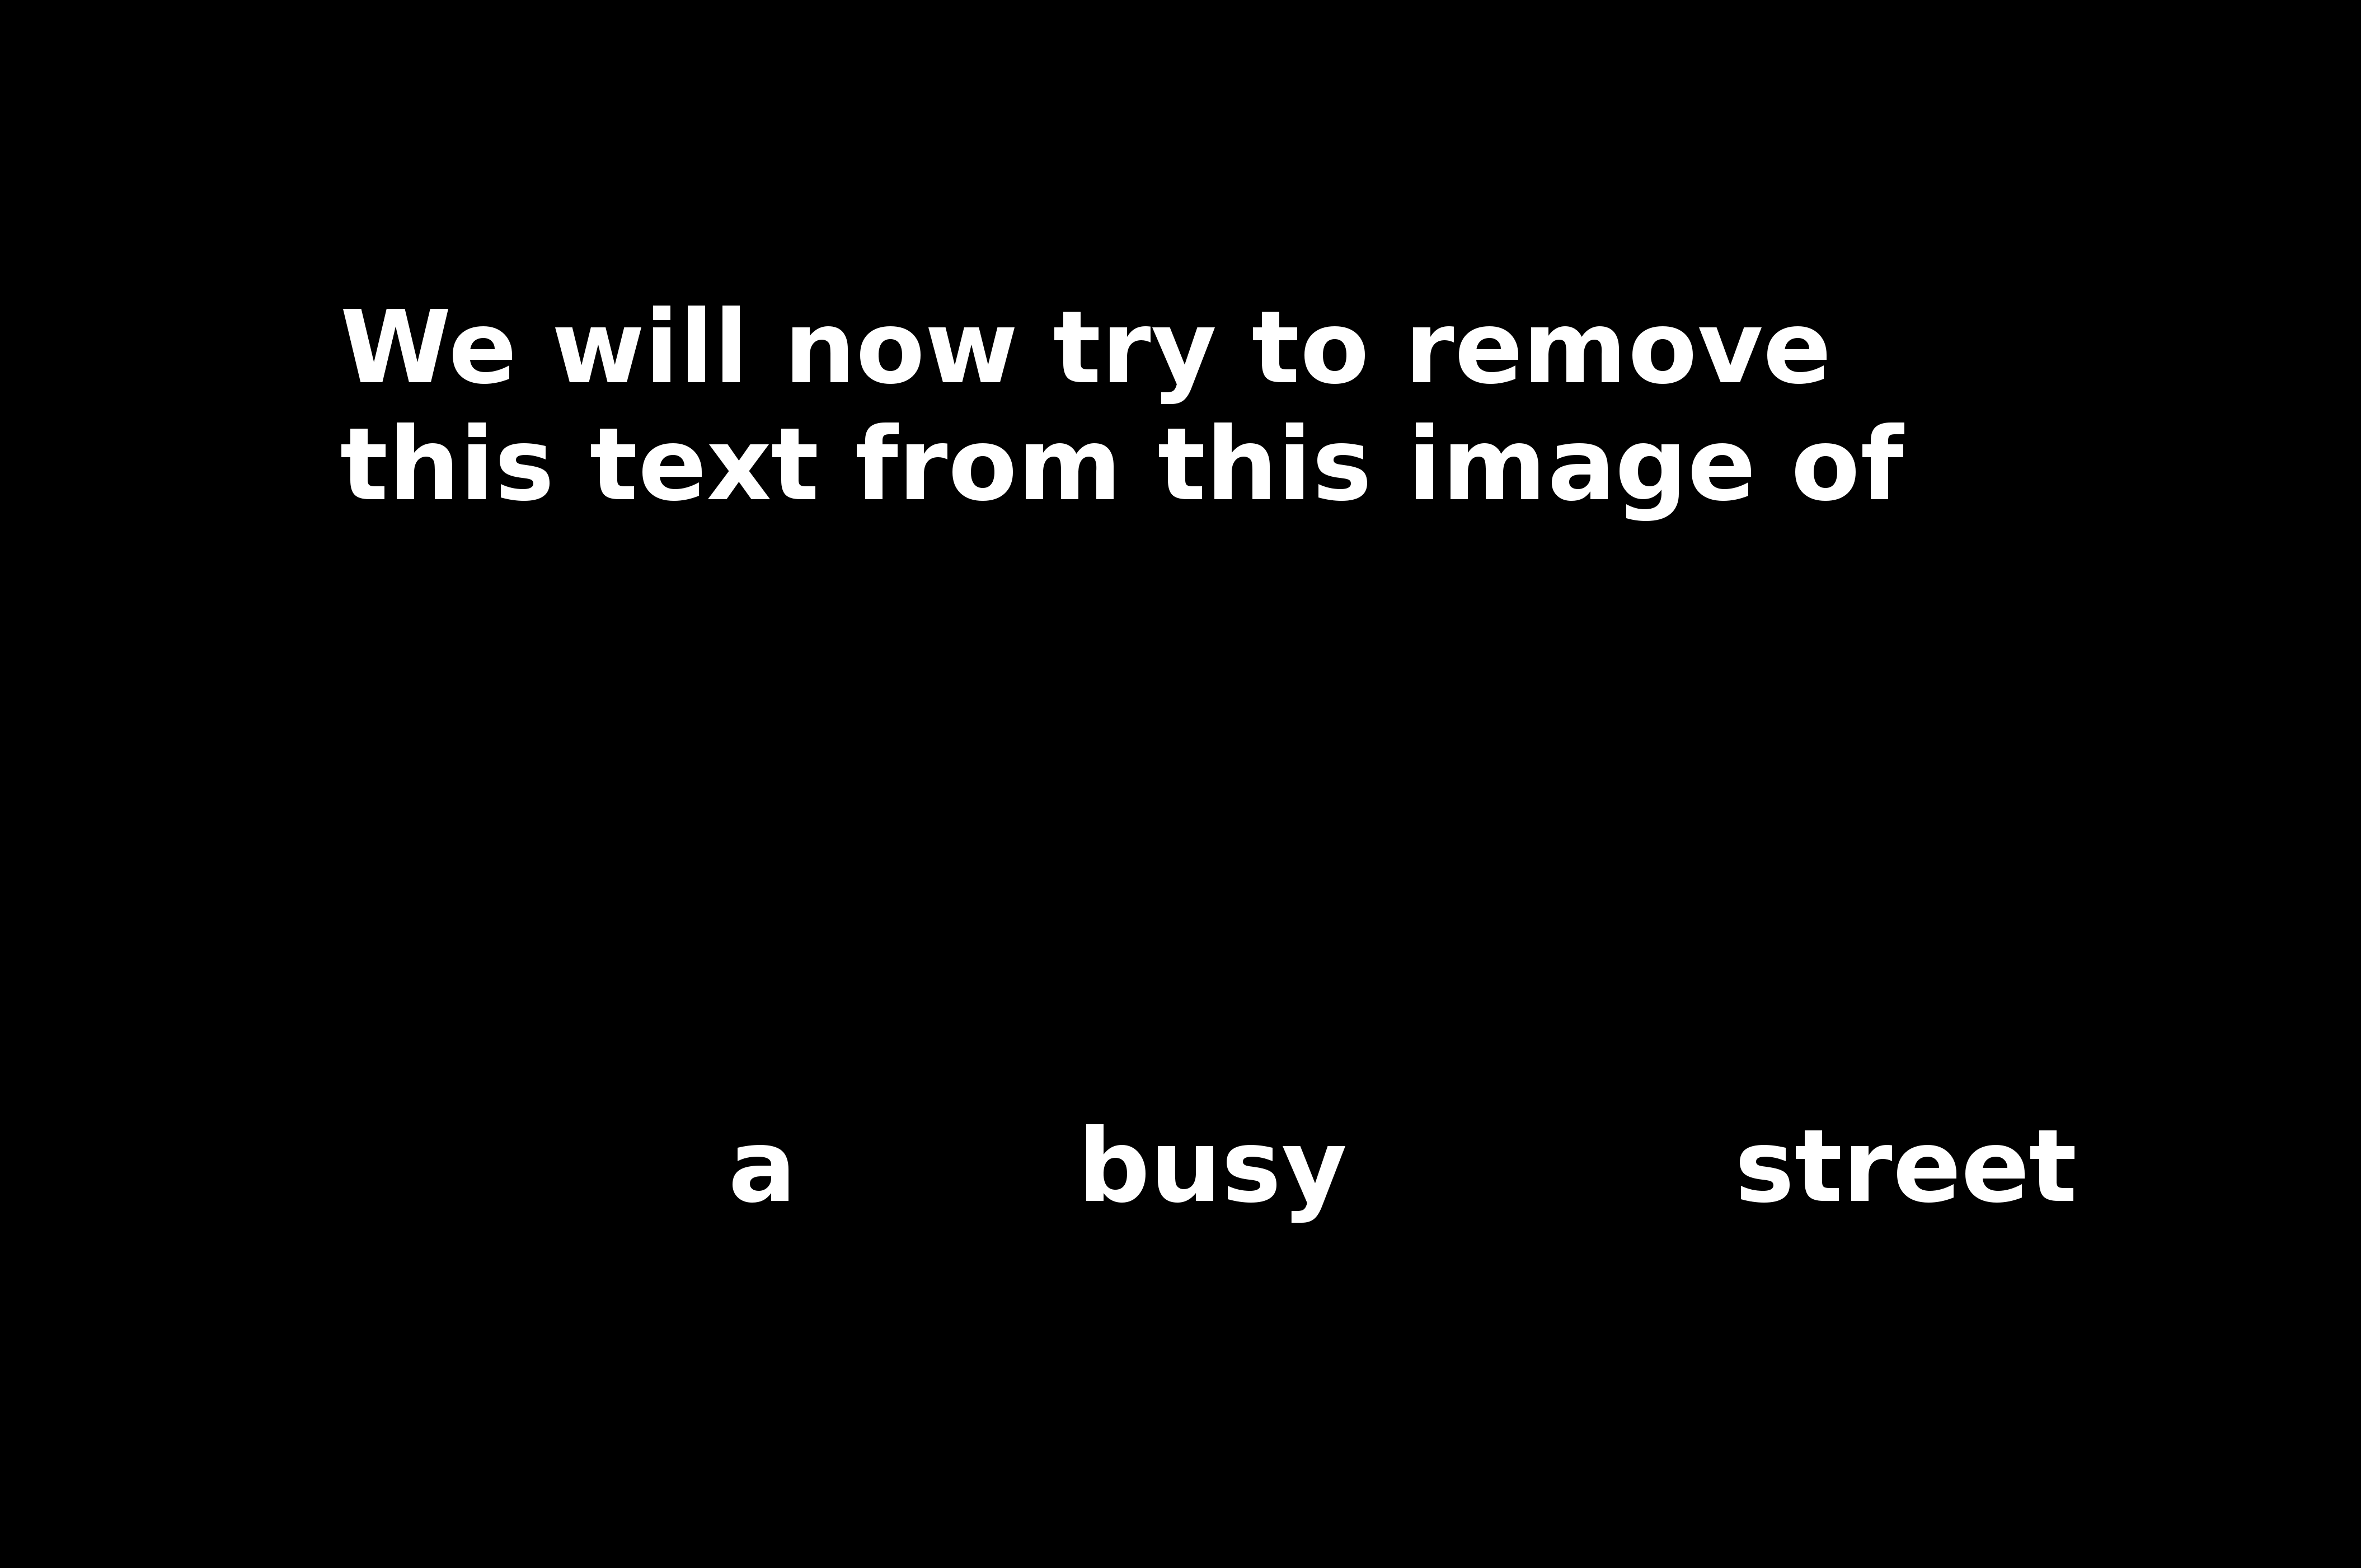 We will now try to remove
this text from this image of
a busy street